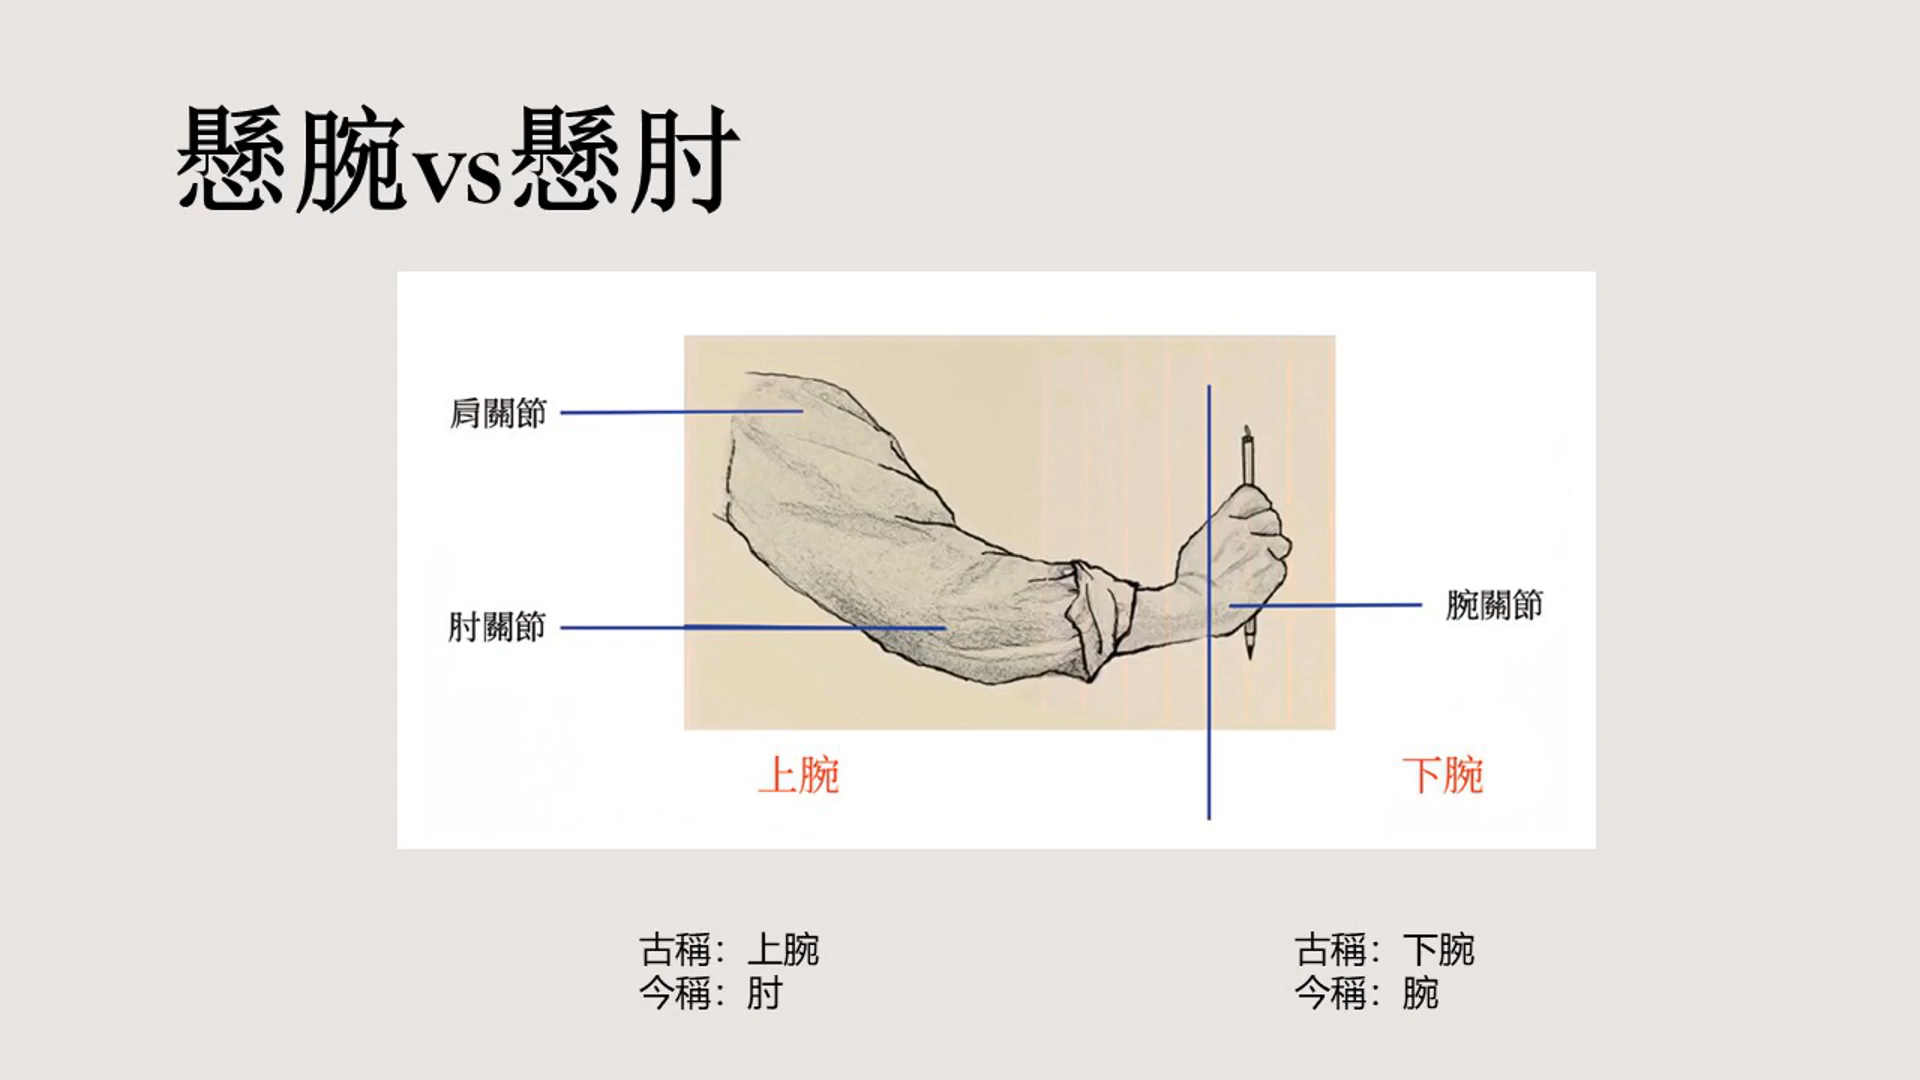 懸腕vs懸肘
肩關節
肘關節
腕關節
上腕
下腕
古稱：上腕
今稱：肘
古稱：下腕
今稱：腕